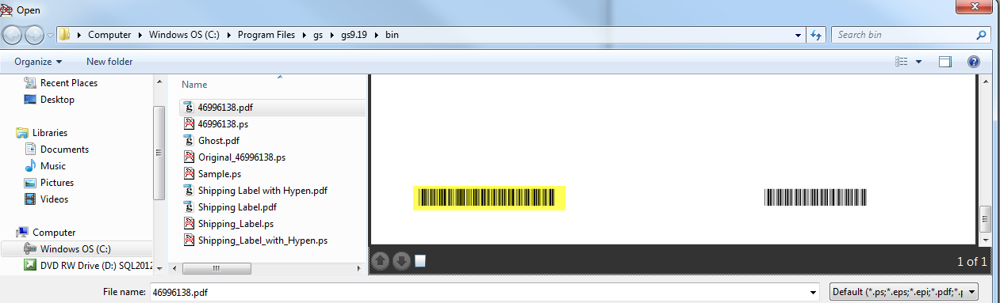 Open
Computer Windows OS (C:) Program Files gs gs9.19 bin
Search bin
Organize
New folder
Recent Places
Desktop
Libraries
Documents
Music
Pictures
Videos
Computer
Windows OS (C:)
DVD RW Drive (D:) SQL2012
Name
46996138.pdf
46996138.ps
Ghost.pdf
Original_46996138.ps
Sample.ps
Shipping Label with Hypen.pdf
Shipping Label.pdf
Shipping_Label.ps
Shipping_Label_with_Hypen.ps
1 of 1
File name: 46996138.pdf
Default (*.ps;*.eps;*.epi;*.pdf;*.p